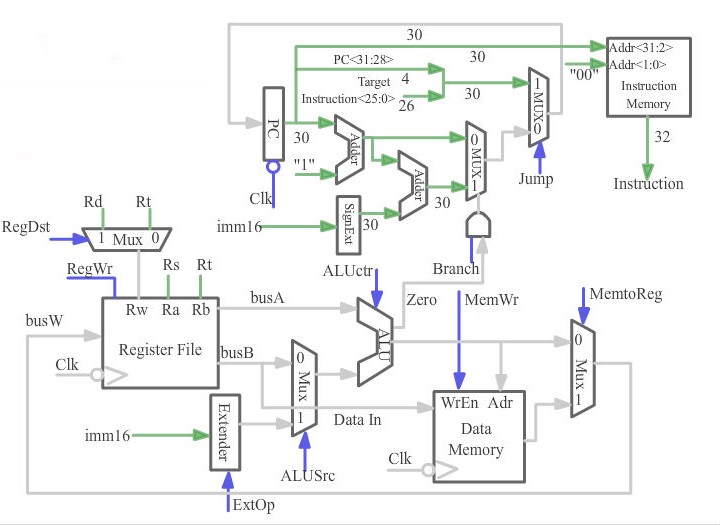 30
PC<31:28>
30
Addr<31:2>
Target
4
"00"
Addr<1:0>
Instruction<25:0>
26
30
1
MUX
0
Instruction
Memory
PC
30
Adder
0
MUX
1
32
"1"
Adder
Jump
Instruction
Clk
30
SignExt
30
imm16
Rd
Rt
RegDst
1
Mux
0
RegWr
Rs
Rt
ALUctr
Branch
busW
Rw
Ra
Rb
busA
Zero
MemWr
MemtoReg
Register File
busB
ALU
0
Mux
1
0
Mux
1
Clk
Extender
Data In
WrEn
Adr
imm16
Data
Memory
Clk
ALUSrc
ExtOp